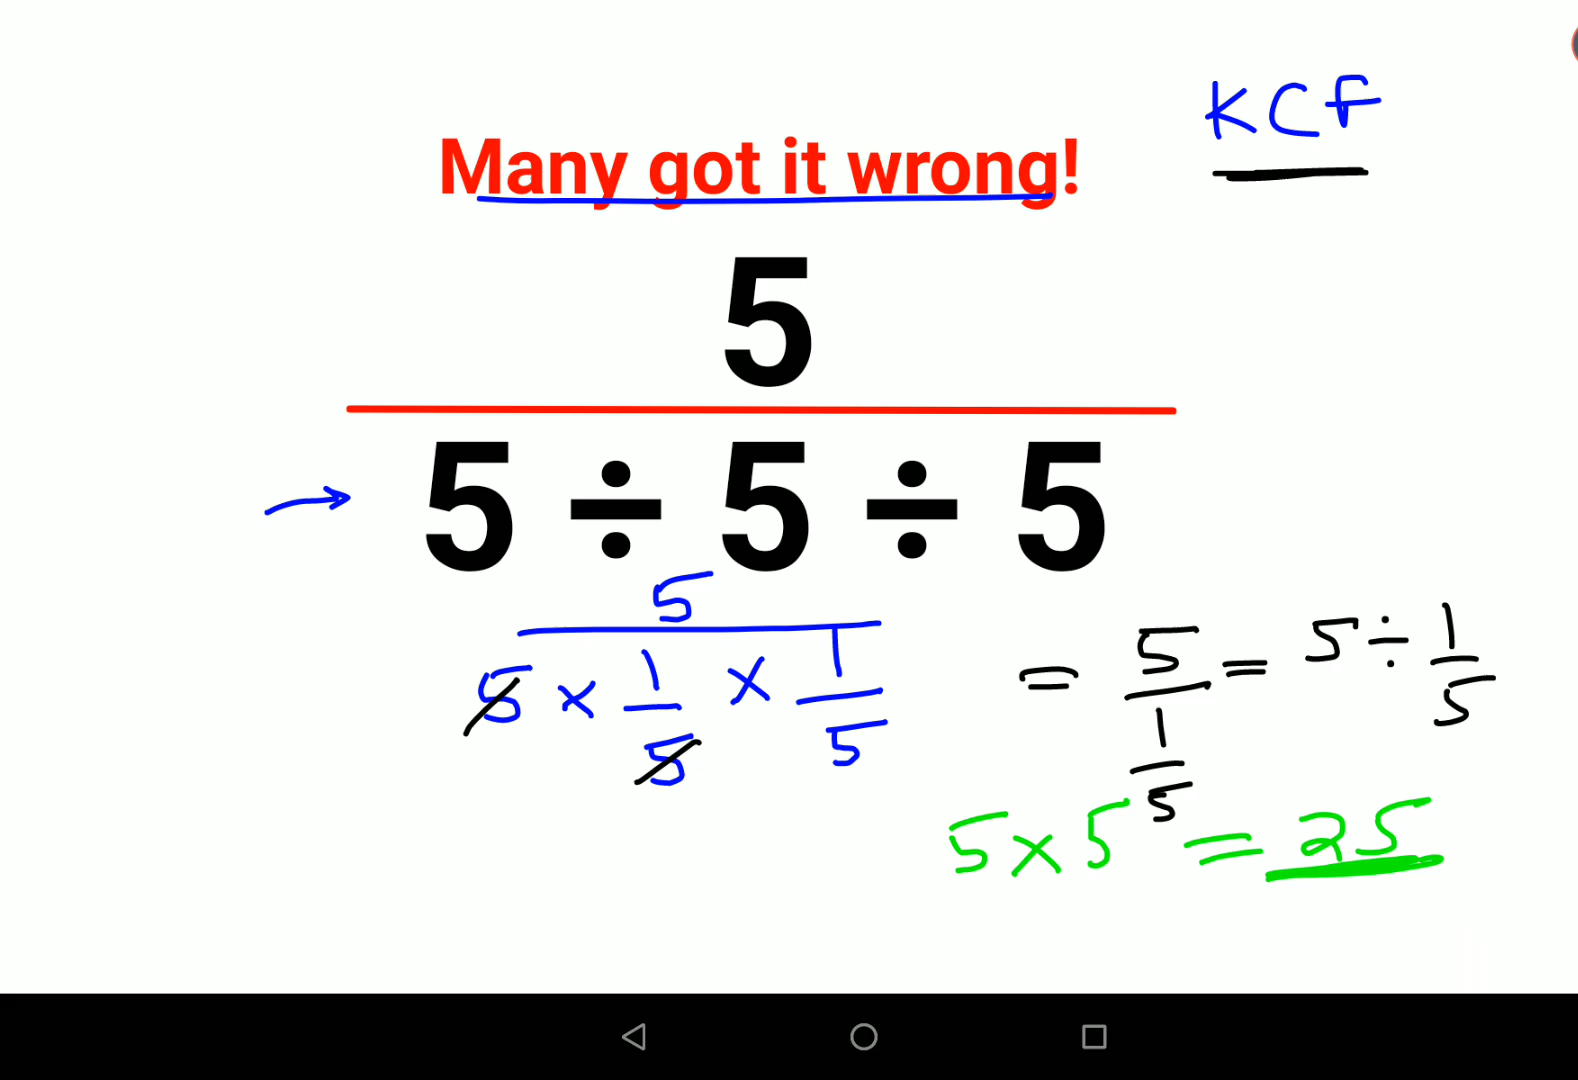 KCF
Many got it wrong!
5
5 ÷ 5 ÷ 5
5
5 × 1/5 × 1/5 = 5/(1/5) = 5 ÷ 1/5
5 × 5 = 25